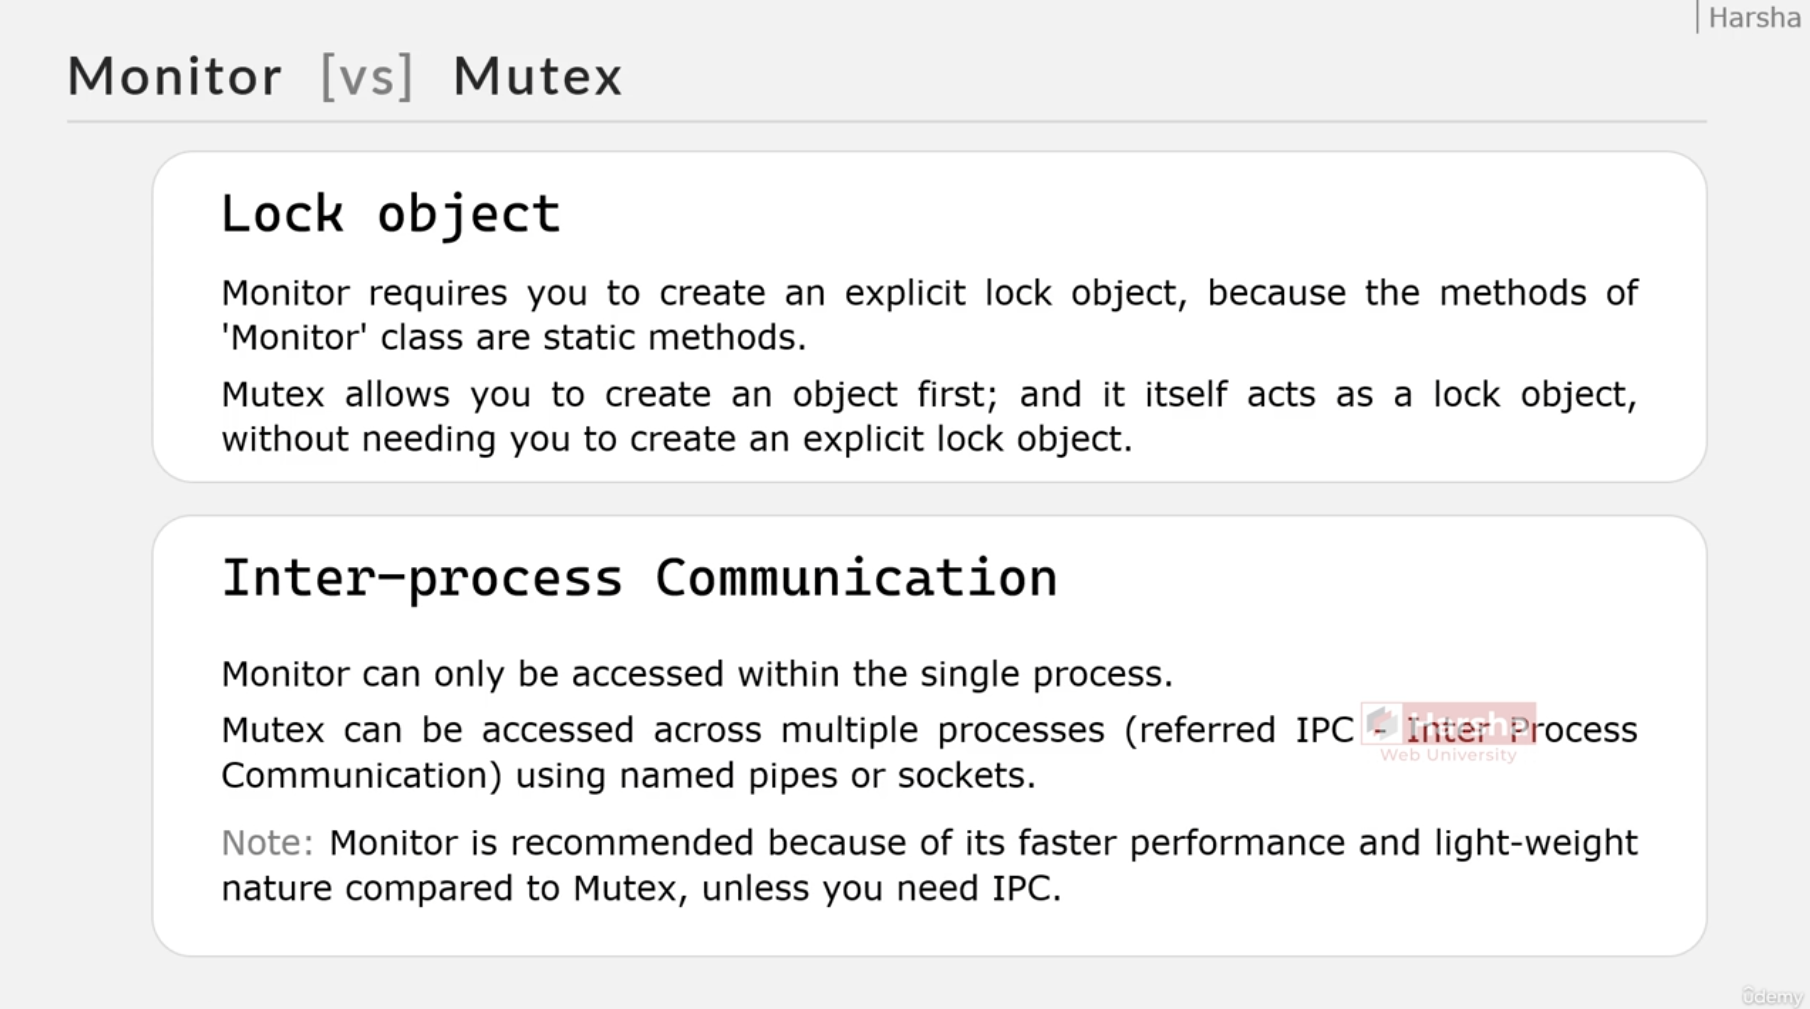 Harsha
Monitor [vs] Mutex
Lock object
Monitor requires you to create an explicit lock object, because the methods of
'Monitor' class are static methods.
Mutex allows you to create an object first; and it itself acts as a lock object,
without needing you to create an explicit lock object.
Inter-process Communication
Monitor can only be accessed within the single process.
Mutex can be accessed across multiple processes (referred IPC - Inter Process
Harsha
Web University
Communication) using named pipes or sockets.
Note: Monitor is recommended because of its faster performance and light-weight
nature compared to Mutex, unless you need IPC.
ûdemy